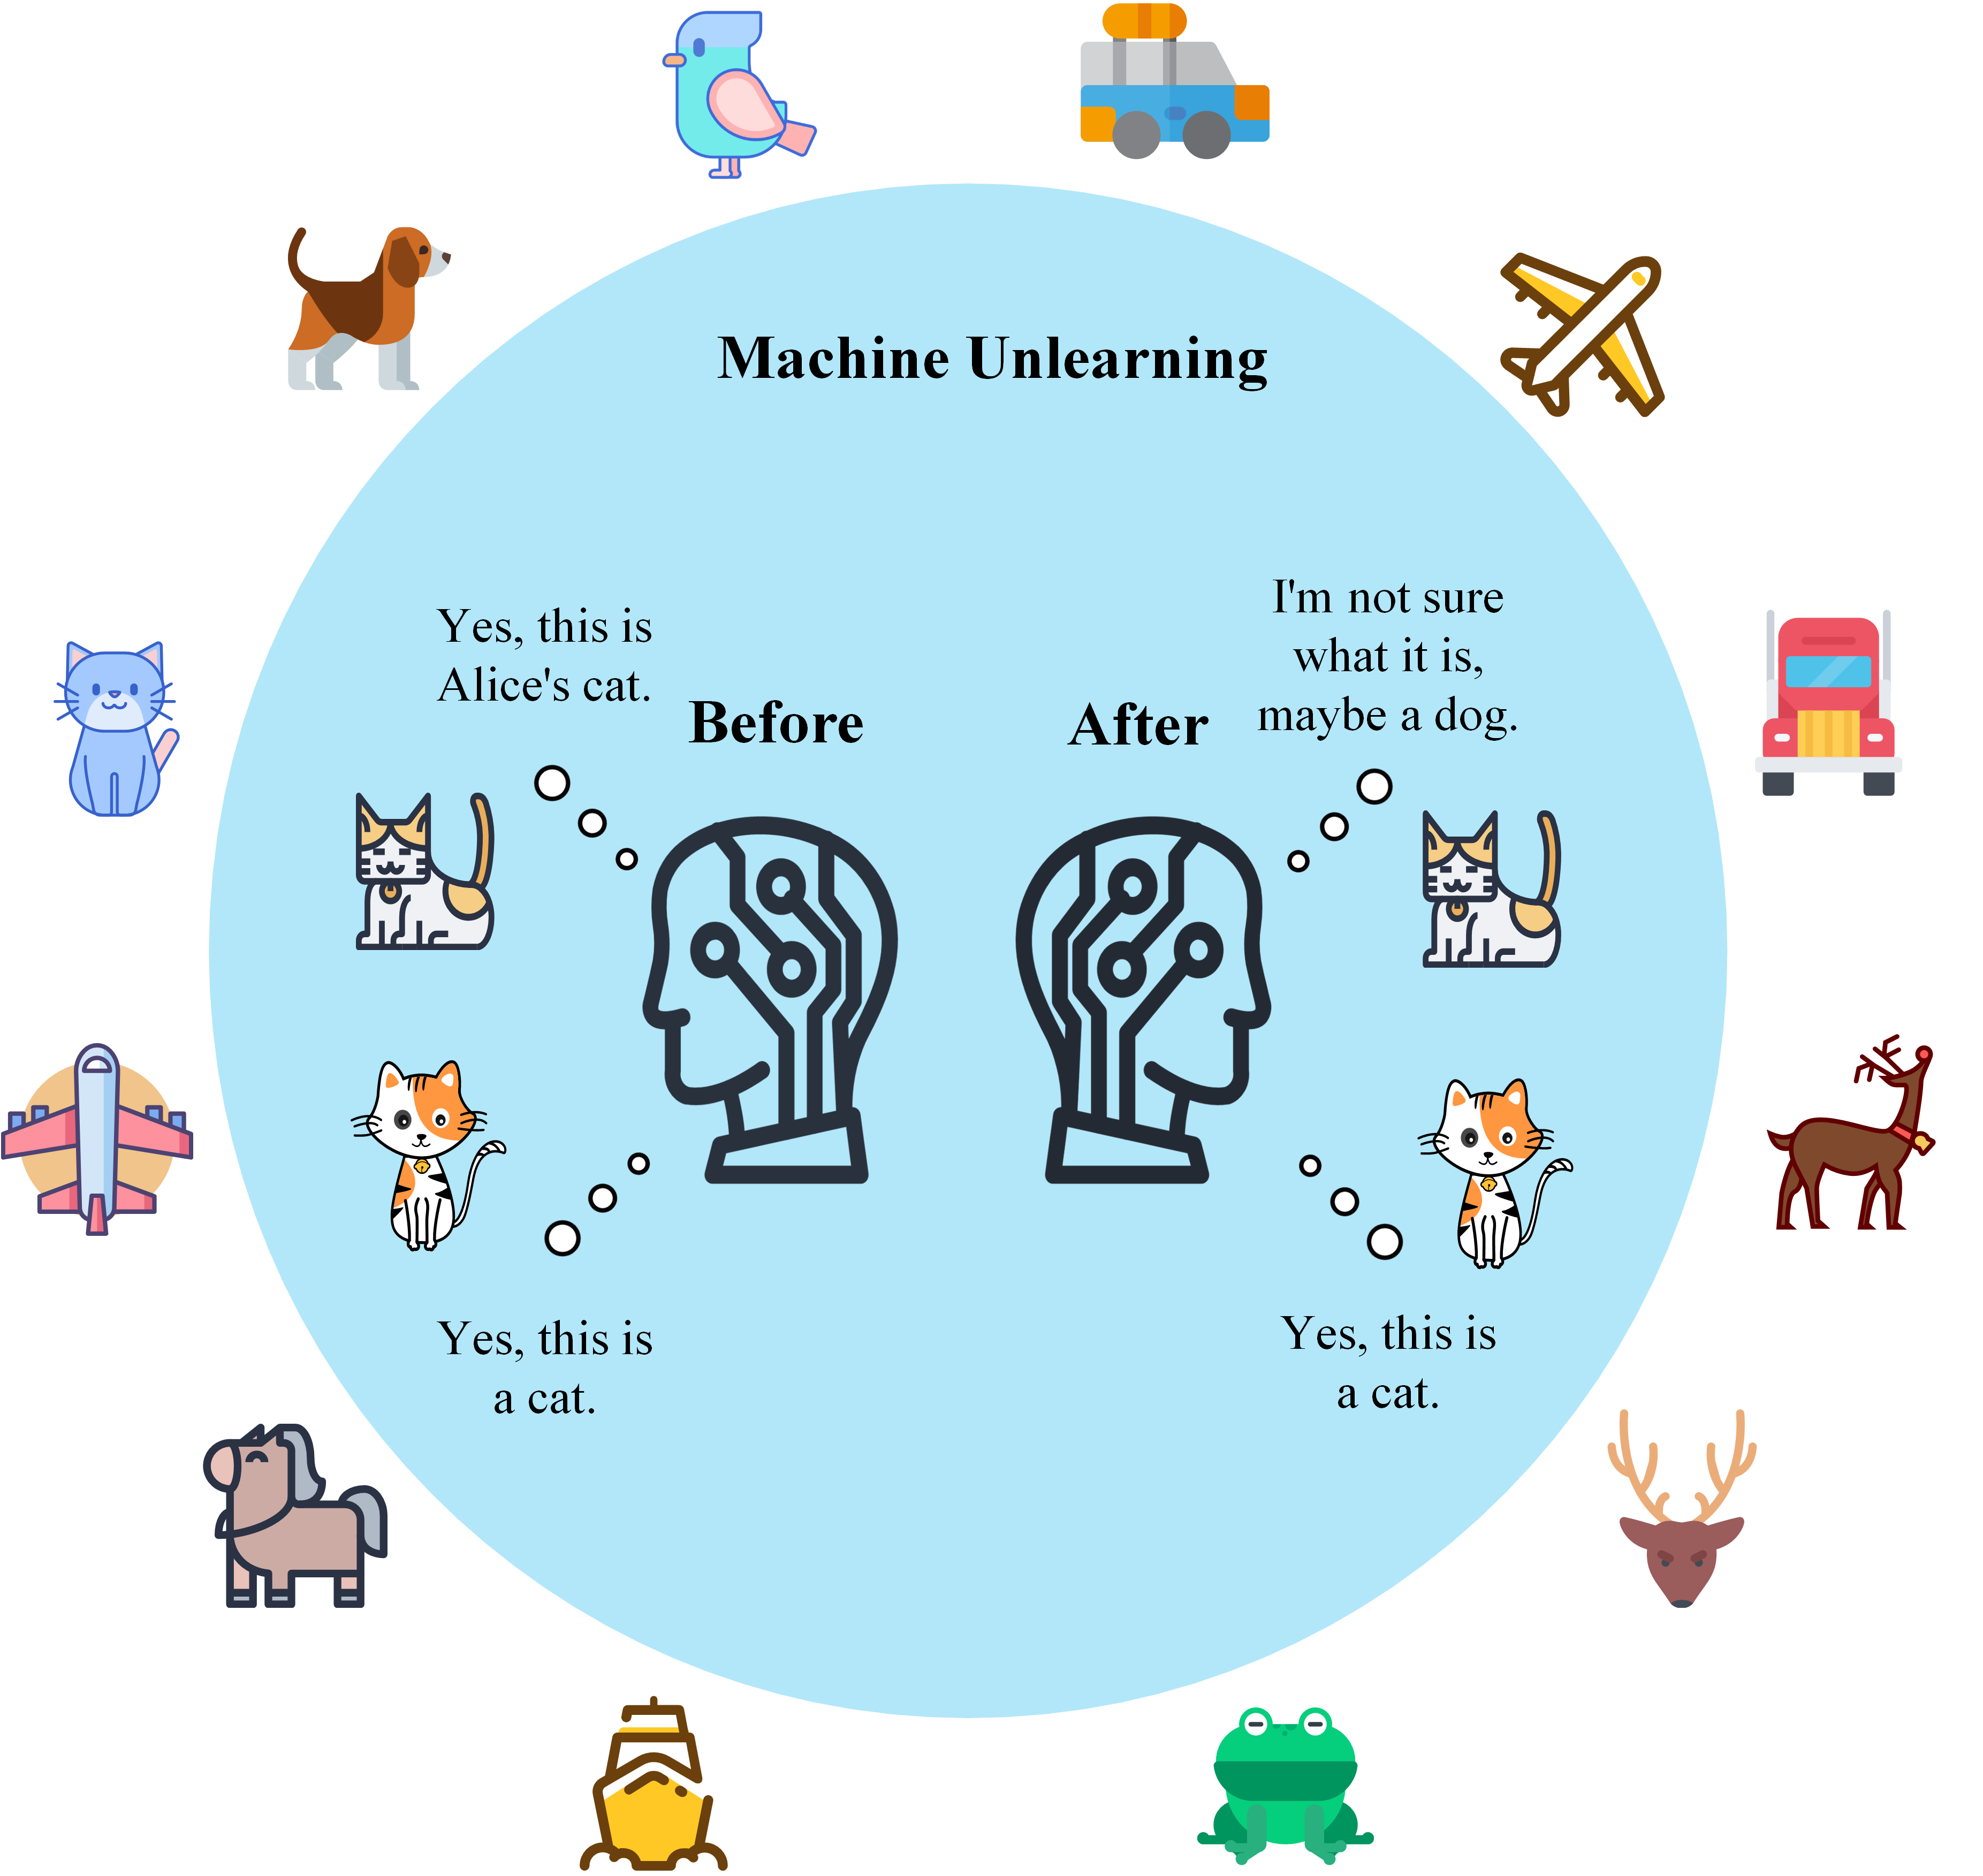 Machine Unlearning
Yes, this is
Alice's cat.
Before
After
I'm not sure
what it is,
maybe a dog.
Yes, this is
a cat.
Yes, this is
a cat.